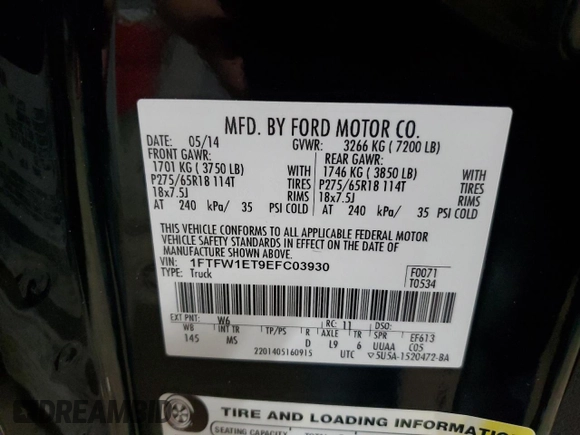 MFD. BY FORD MOTOR CO.
DATE: 05/14 GVWR: 3266 KG ( 7200 LB)
FRONT GAWR: REAR GAWR:
1701 KG ( 3750 LB) WITH 1746 KG ( 3850 LB) WITH
P275/65R18 114T TIRES P275/65R18 114T TIRES
18x7.5J RIMS 18x7.5J RIMS
AT 240 kPa/ 35 PSI COLD AT 240 kPa/ 35 PSI COLD
THIS VEHICLE CONFORMS TO ALL APPLICABLE FEDERAL MOTOR
VEHICLE SAFETY STANDARDS IN EFFECT ON THE DATE OF
MANUFACTURE SHOWN ABOVE.
VIN: 1FTFW1ET9EFC03930 F0071
TYPE: Truck T0534
EXT PNT: W6 RC: 11 DSO:
WB INT TR TP/PS R AXLE TR SPR EF613
145 MS D L9 6 UUAA C05
2201405160915 UTC 5U5A-1520472-BA
TIRE AND LOADING INFORMATION
SEATING CAPACITY
DREAMBID